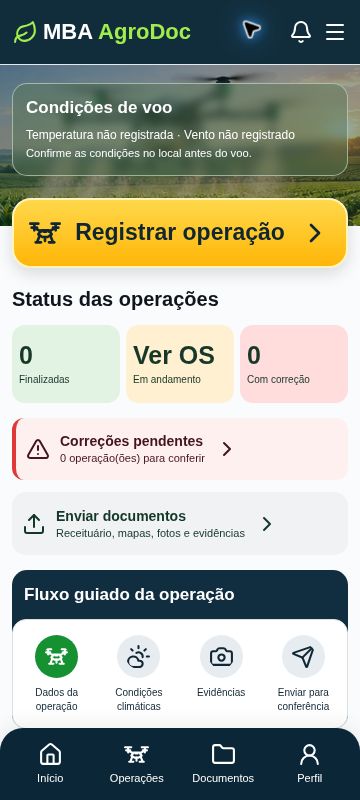 MBA AgroDoc
Condições de voo
Temperatura não registrada · Vento não registrado
Confirme as condições no local antes do voo.
Registrar operação
Status das operações
0
Finalizadas
Ver OS
Em andamento
0
Com correção
Correções pendentes
0 operação(ões) para conferir
Enviar documentos
Receituário, mapas, fotos e evidências
Fluxo guiado da operação
Dados da
operação
Condições
climáticas
Evidências
Enviar para
conferência
Início
Operações
Documentos
Perfil